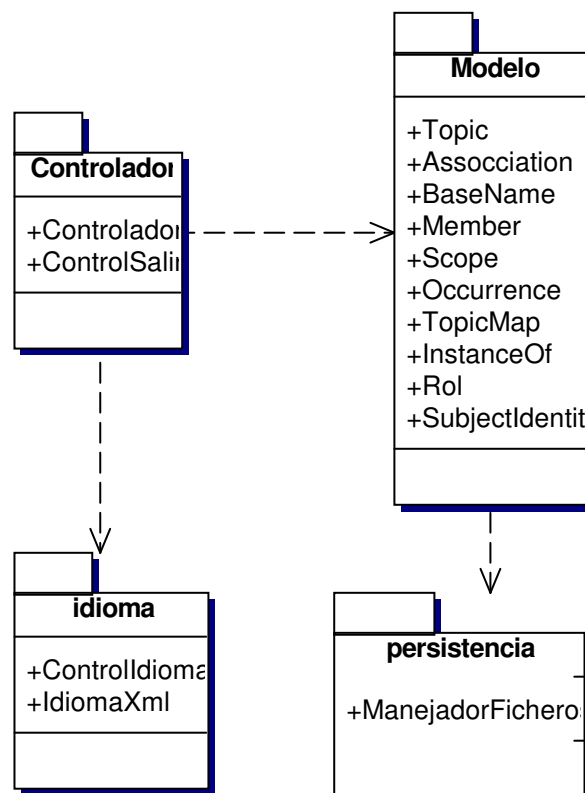 Modelo
+Topic
+Assocciation
+BaseName
+Member
+Scope
+Occurrence
+TopicMap
+InstanceOf
+Rol
+SubjectIdentit
Controlador
+Controlador
+ControlSalir
idioma
+ControlIdioma
+IdiomaXml
persistencia
+ManejadorFicheros